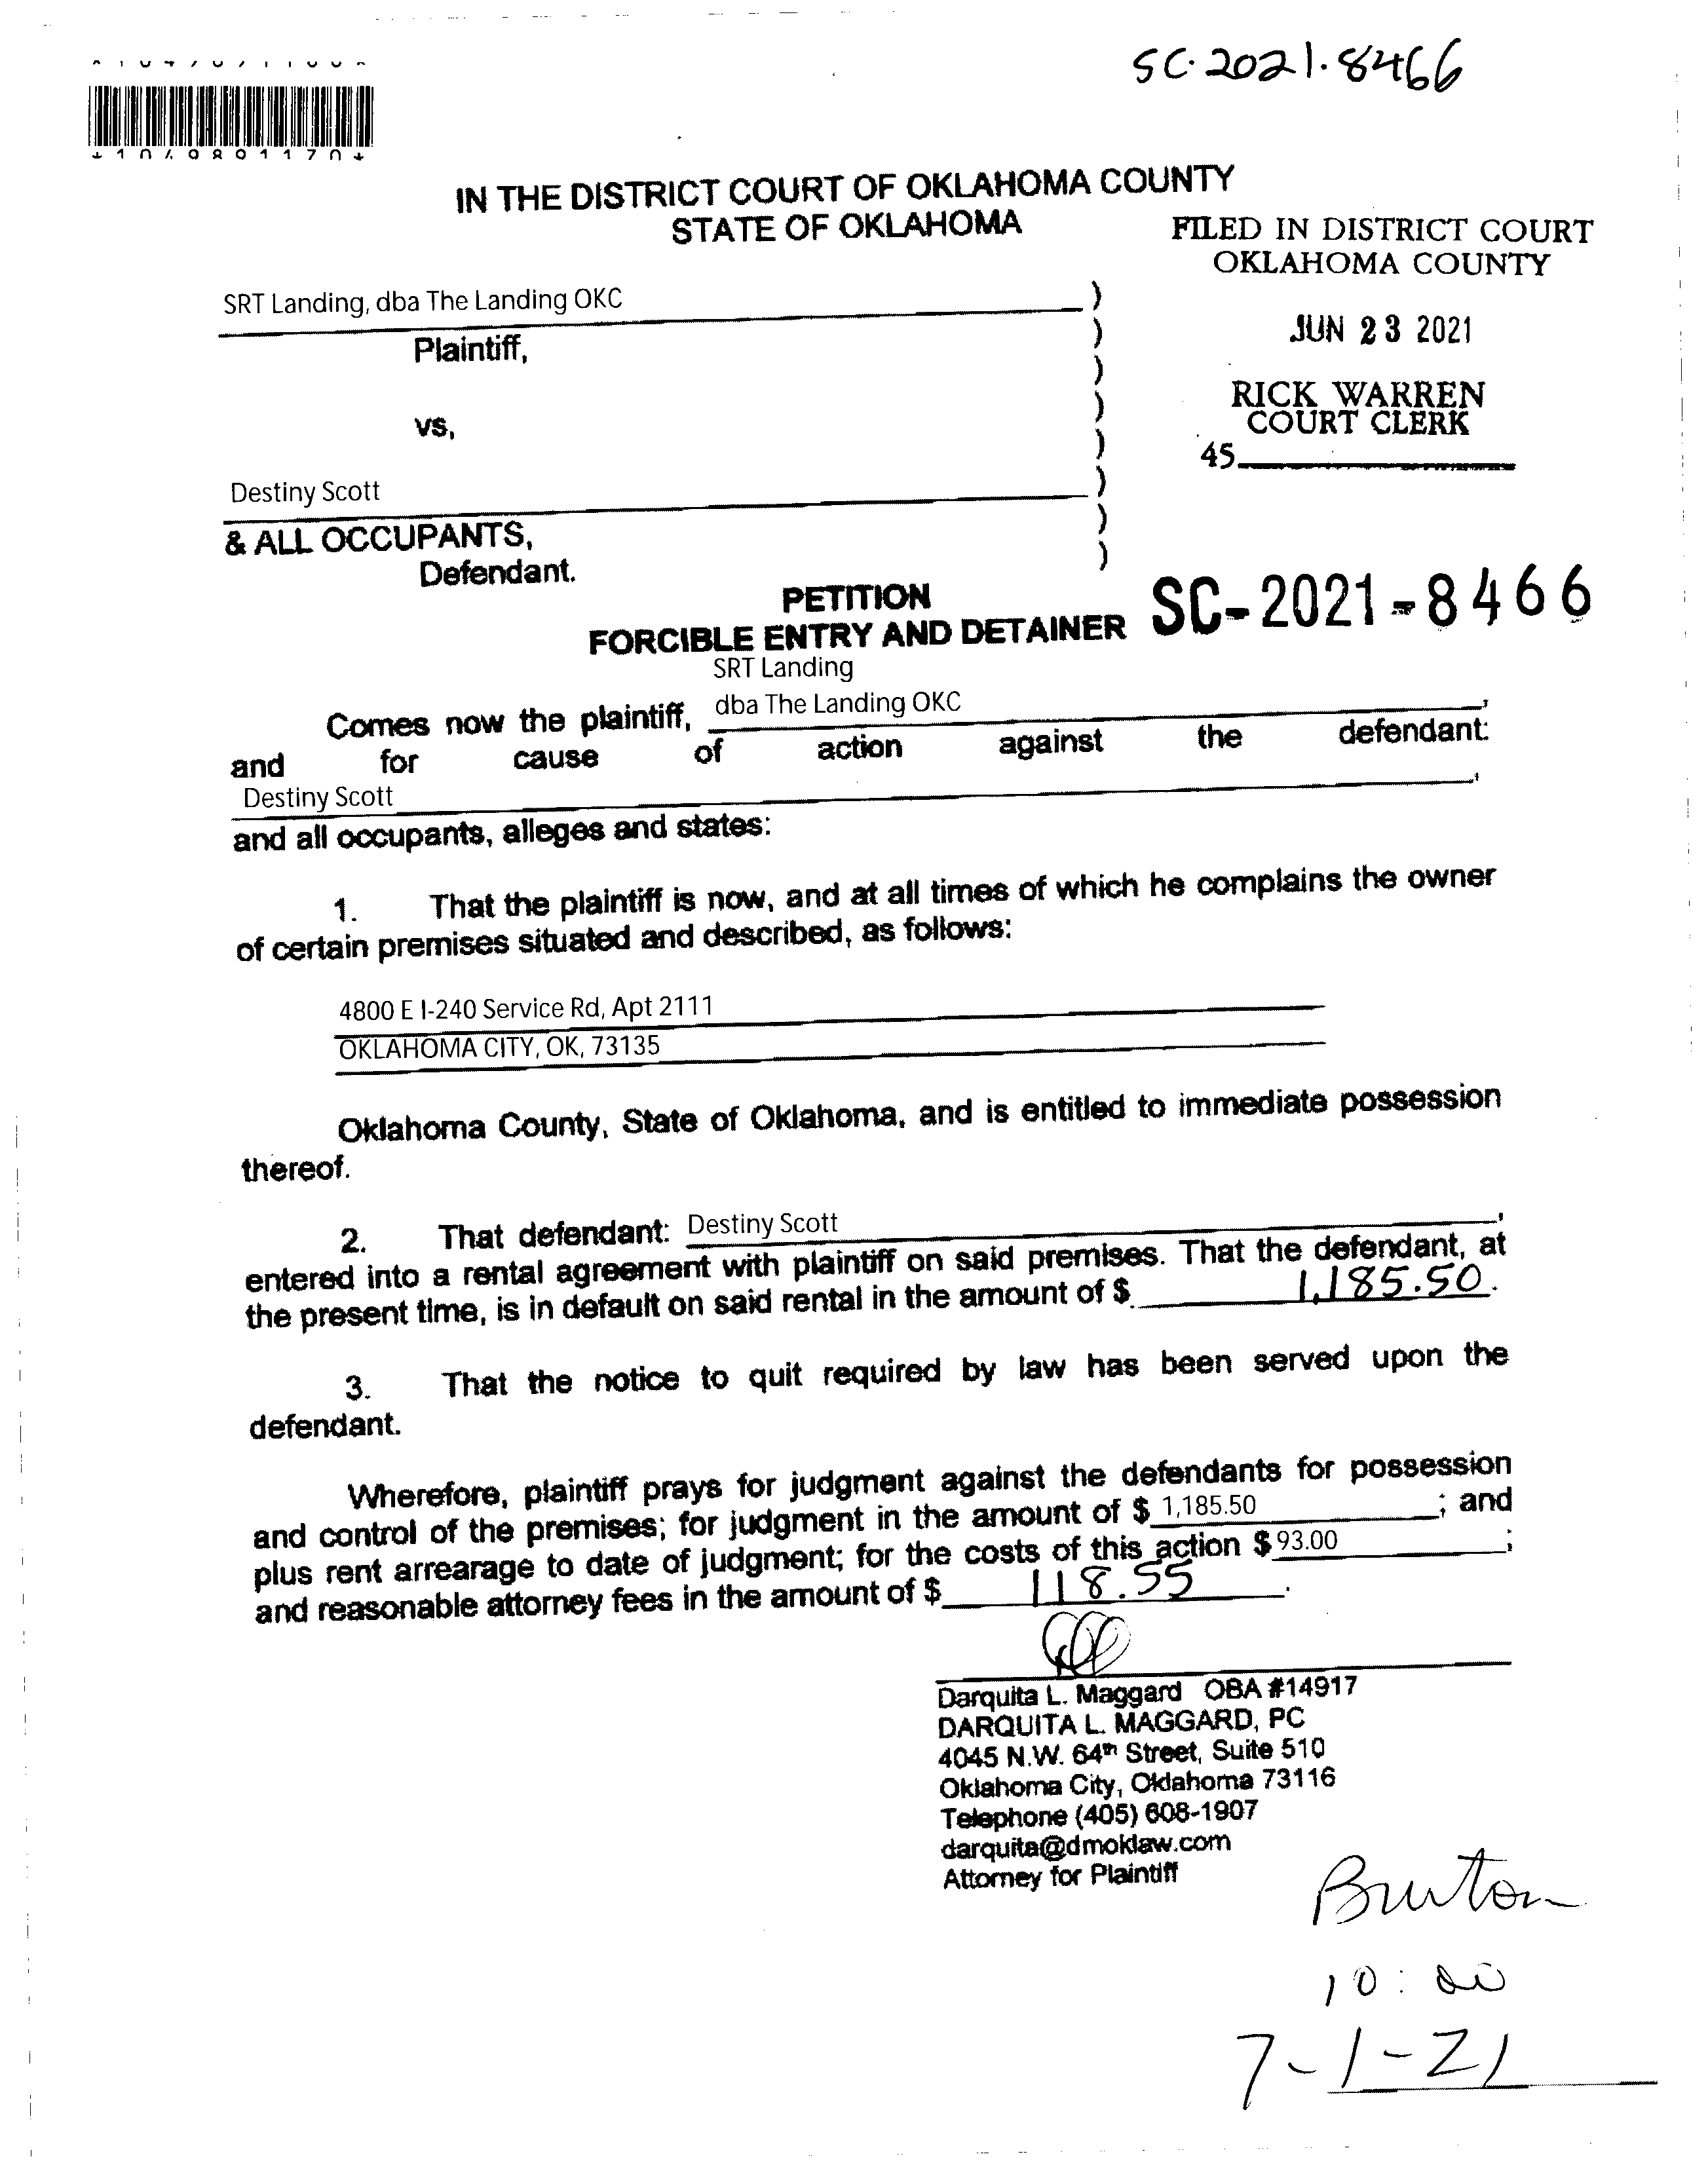 SC-2021-8466
IN THE DISTRICT COURT OF OKLAHOMA COUNTY
STATE OF OKLAHOMA
FILED IN DISTRICT COURT
OKLAHOMA COUNTY
JUN 23 2021
RICK WARREN
COURT CLERK
45
SRT Landing, dba The Landing OKC )
Plaintiff, )
)
vs, )
)
Destiny Scott )
& ALL OCCUPANTS, )
Defendant. )
PETITION
FORCIBLE ENTRY AND DETAINER
SC-2021-8466
SRT Landing
Comes now the plaintiff, dba The Landing OKC,
and for cause of action against the defendant:
Destiny Scott,
and all occupants, alleges and states:
1. That the plaintiff is now, and at all times of which he complains the owner
of certain premises situated and described, as follows:
4800 E I-240 Service Rd, Apt 2111
OKLAHOMA CITY, OK, 73135
Oklahoma County, State of Oklahoma, and is entitled to immediate possession
thereof.
2. That defendant: Destiny Scott,
entered into a rental agreement with plaintiff on said premises. That the defendant, at
the present time, is in default on said rental in the amount of $ 1,185.50.
3. That the notice to quit required by law has been served upon the
defendant.
Wherefore, plaintiff prays for judgment against the defendants for possession
and control of the premises; for judgment in the amount of $ 1,185.50; and
plus rent arrearage to date of judgment; for the costs of this action $ 93.00;
and reasonable attorney fees in the amount of $ 118.55.
Darquita L. Maggard OBA #14917
DARQUITA L. MAGGARD, PC
4045 N.W. 64th Street, Suite 510
Oklahoma City, Oklahoma 73116
Telephone (405) 608-1907
darquita@dmoklaw.com
Attorney for Plaintiff
Burton
10:00
7-1-21